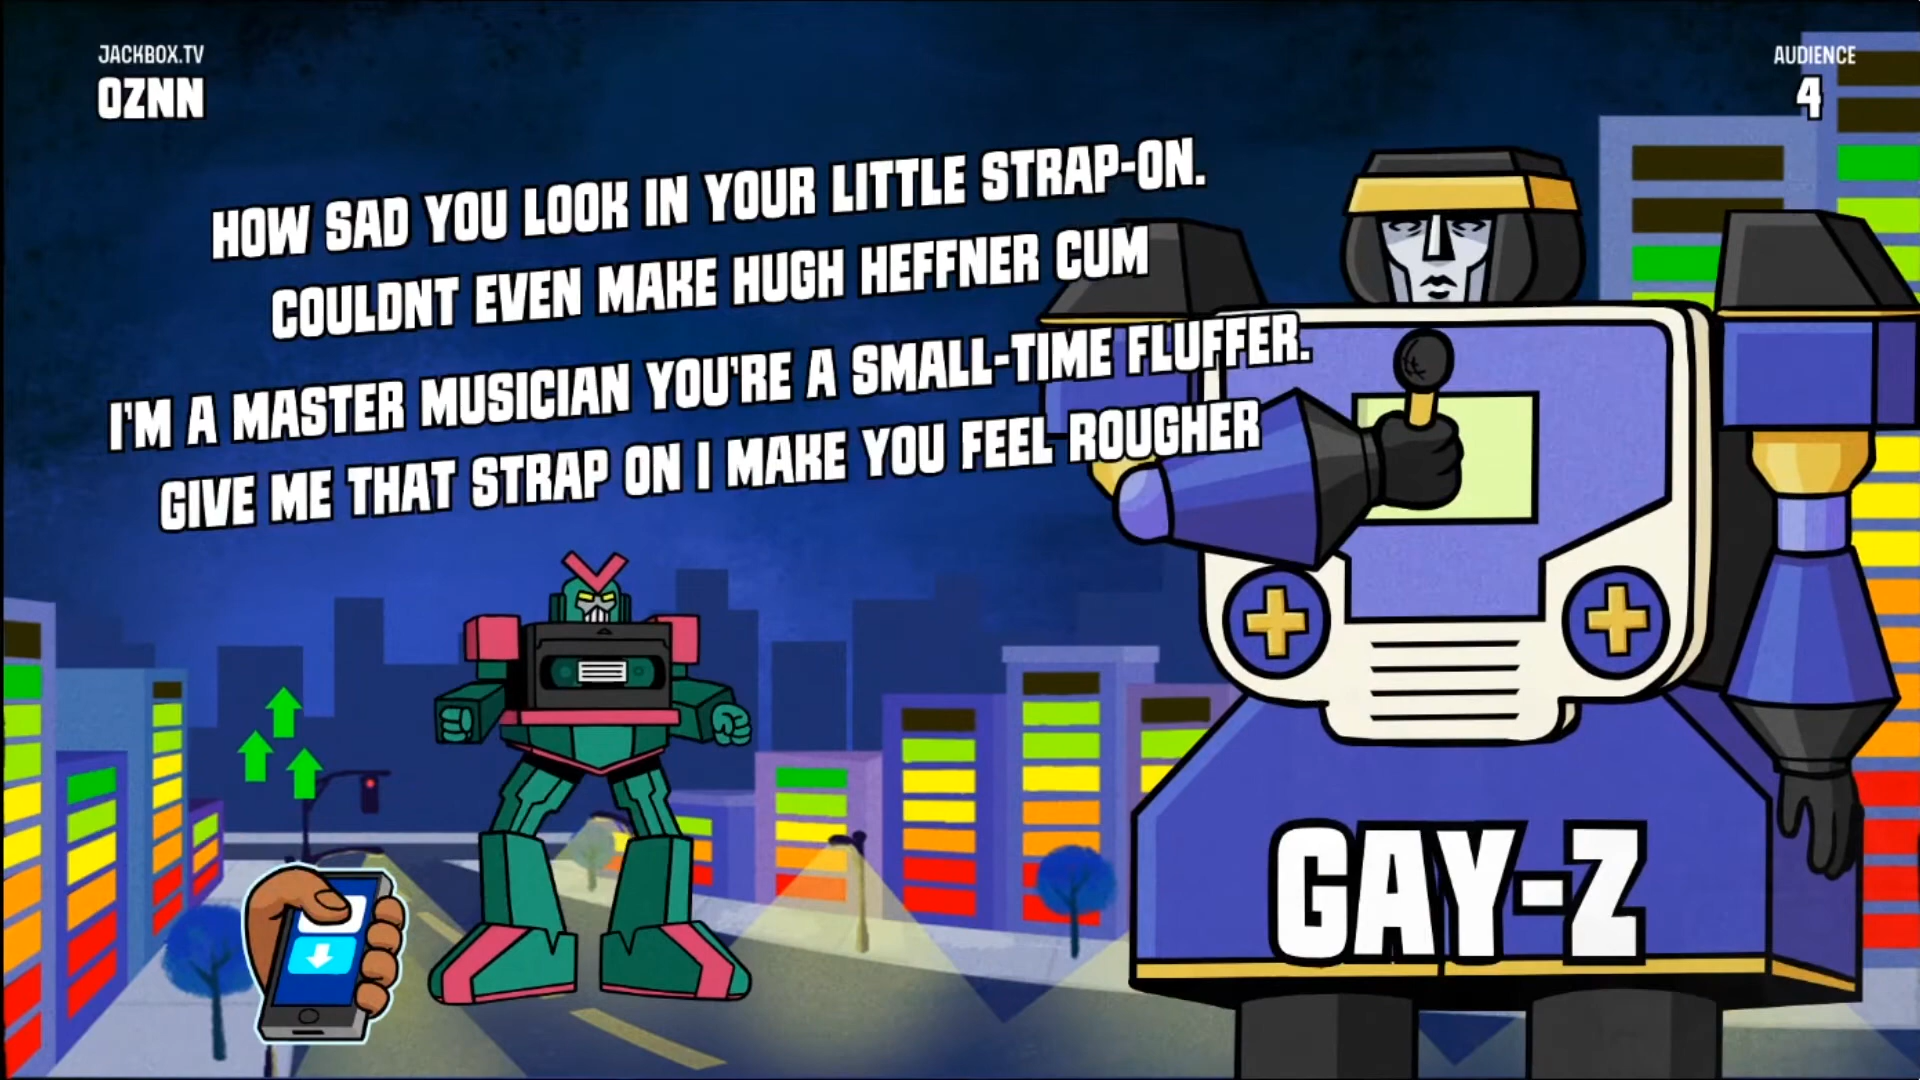 JACKBOX.TV
OZNN
AUDIENCE
4
HOW SAD YOU LOOK IN YOUR LITTLE STRAP-ON.
COULDNT EVEN MAKE HUGH HEFFNER CUM
I'M A MASTER MUSICIAN YOU'RE A SMALL-TIME FLUFFER.
GIVE ME THAT STRAP ON I MAKE YOU FEEL ROUGHER
GAY-Z